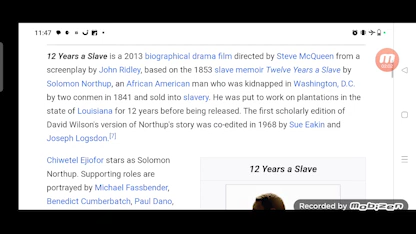 11:47
12 Years a Slave is a 2013 biographical drama film directed by Steve McQueen from a
screenplay by John Ridley, based on the 1853 slave memoir Twelve Years a Slave by
Solomon Northup, an African American man who was kidnapped in Washington, D.C.
by two conmen in 1841 and sold into slavery. He was put to work on plantations in the
state of Louisiana for 12 years before being released. The first scholarly edition of
David Wilson's version of Northup's story was co-edited in 1968 by Sue Eakin and
Joseph Logsdon.[7]
Chiwetel Ejiofor stars as Solomon
Northup. Supporting roles are
portrayed by Michael Fassbender,
Benedict Cumberbatch, Paul Dano,
12 Years a Slave
Recorded by Mobizen